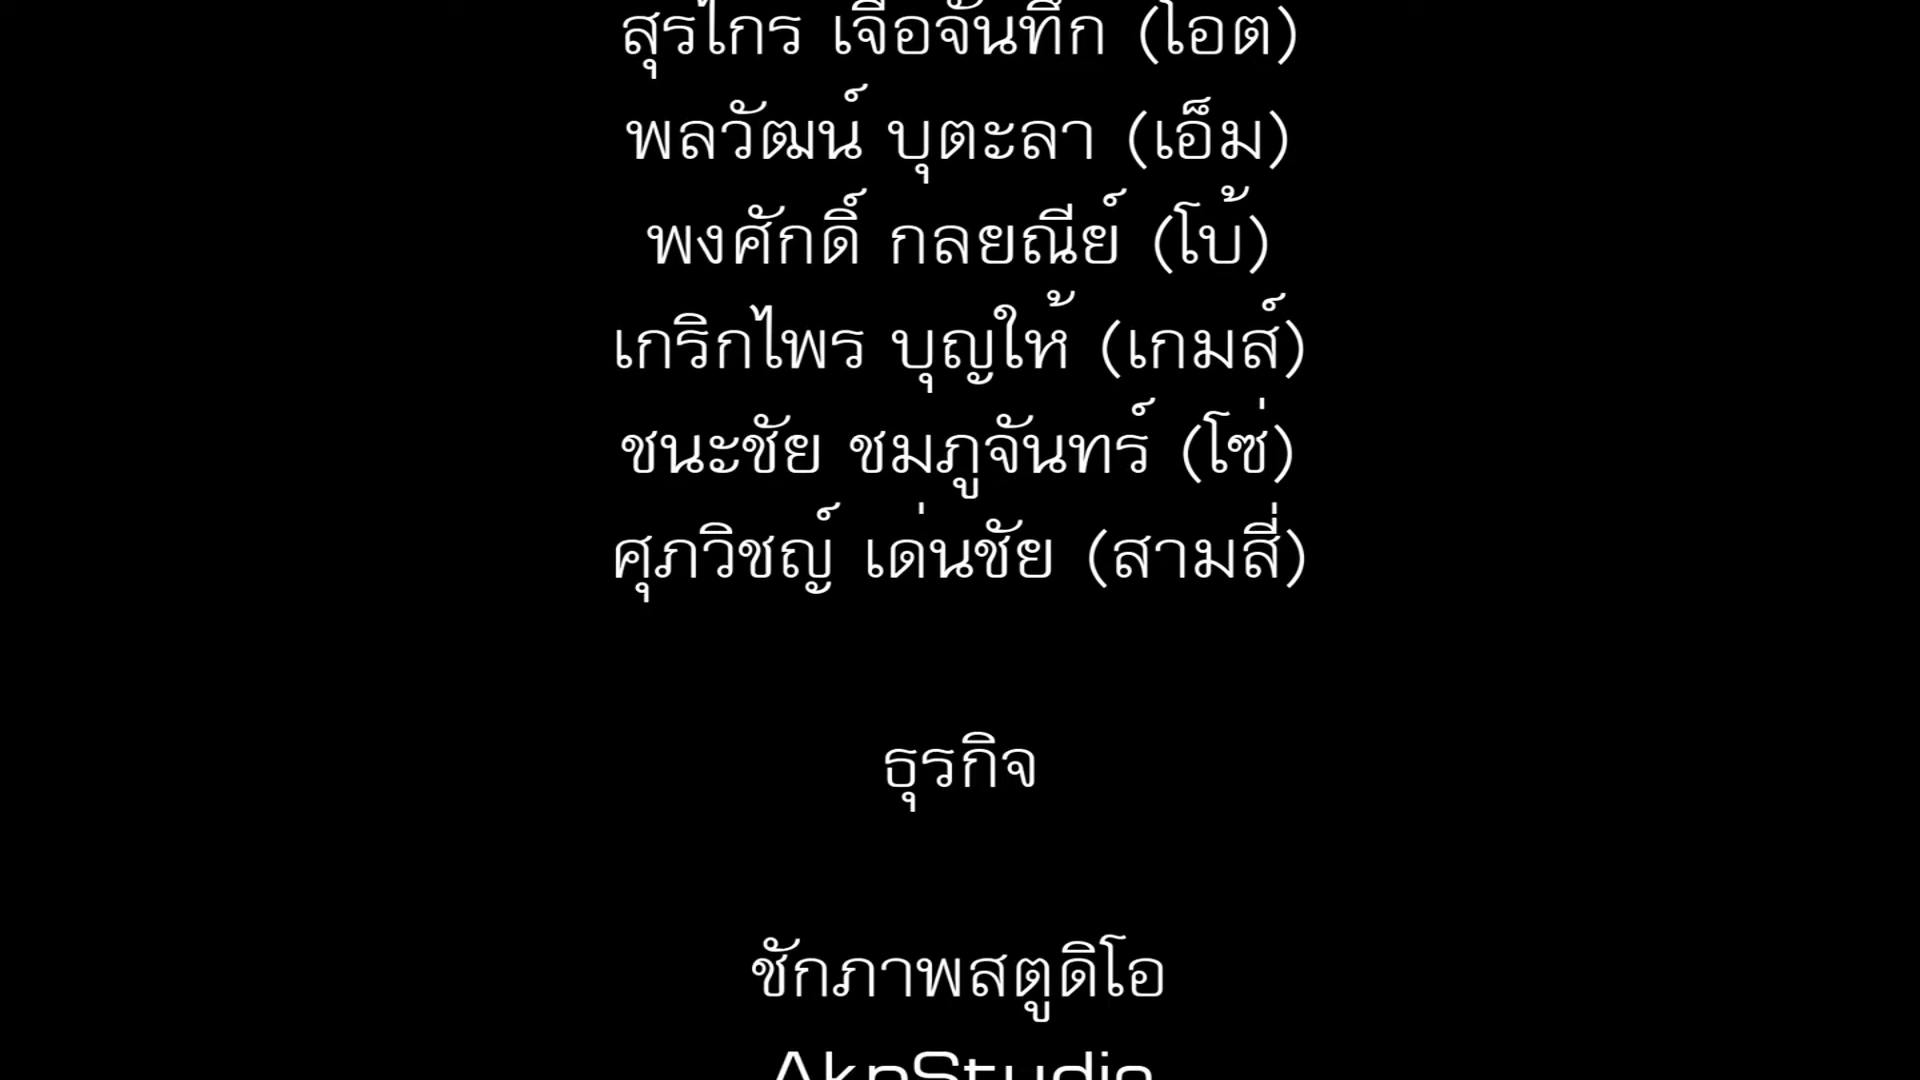 สุรไกร เจือจันทึก (โอต)
พลวัฒน์ บุตะลา (เอ็ม)
พงศักดิ์ กลยณีย์ (โบ้)
เกริกไพร บุญให้ (เกมส์)
ชนะชัย ชมภูจันทร์ (โซ่)
ศุภวิชญ์ เด่นชัย (สามสี่)
ธุรกิจ
ชักภาพสตูดิโอ